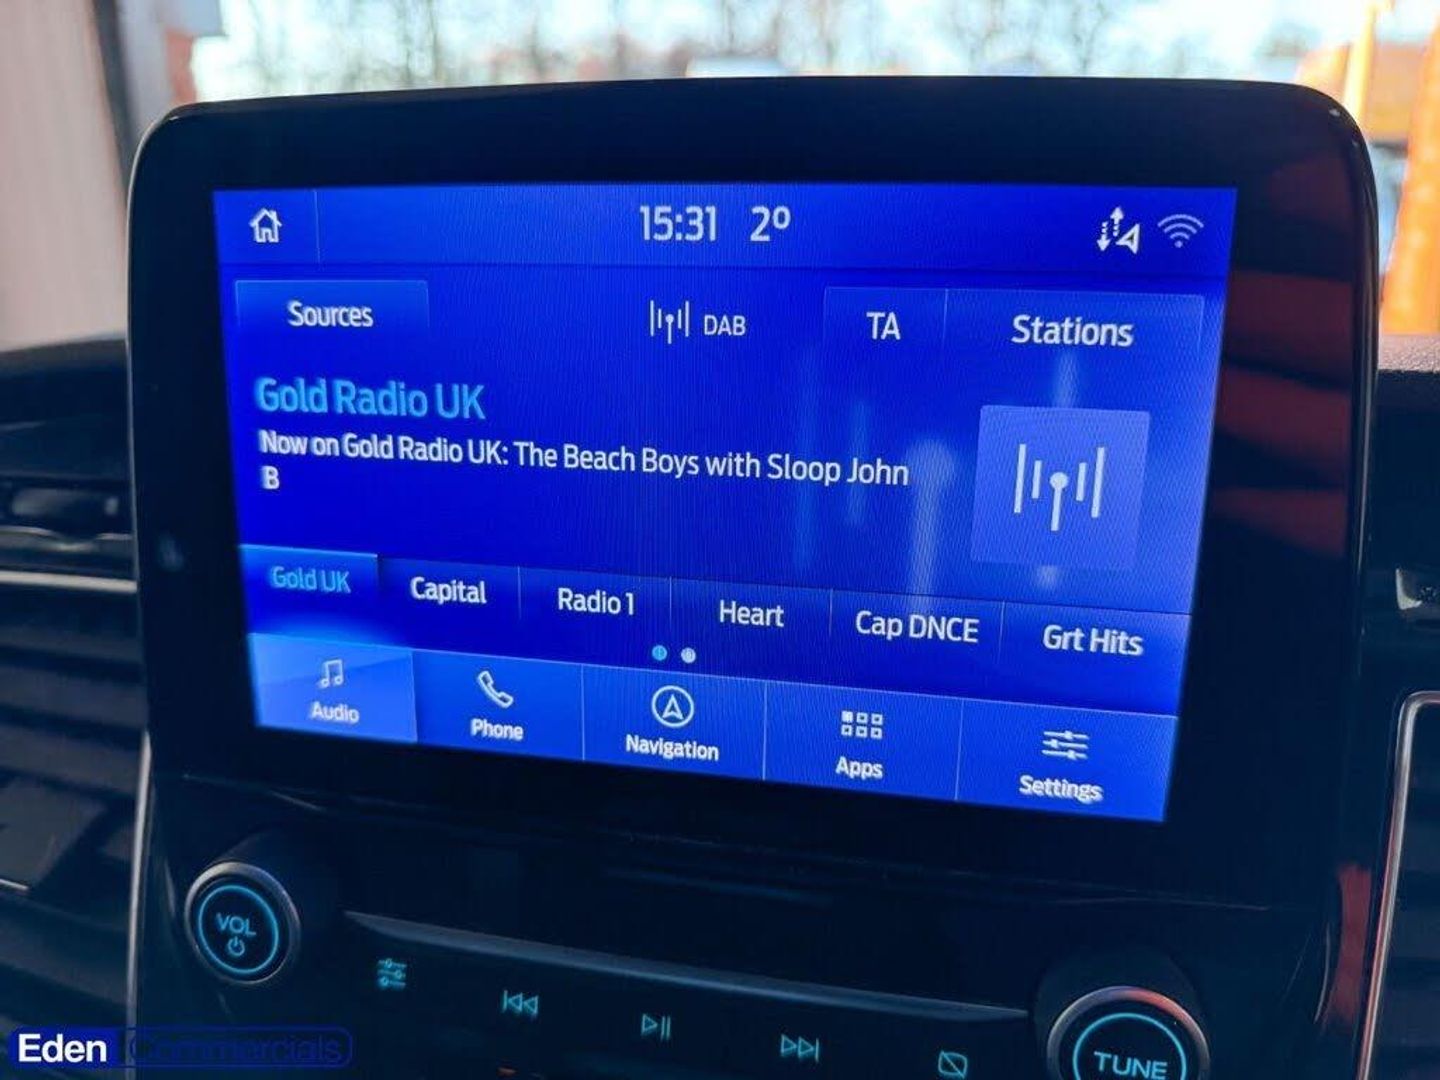 15:31 2º
Sources DAB TA Stations
Gold Radio UK
Now on Gold Radio UK: The Beach Boys with Sloop John
B
Gold UK Capital Radio 1 Heart Cap DNCE Grt Hits
Audio Phone Navigation Apps Settings
VOL
TUNE
Eden Commercials